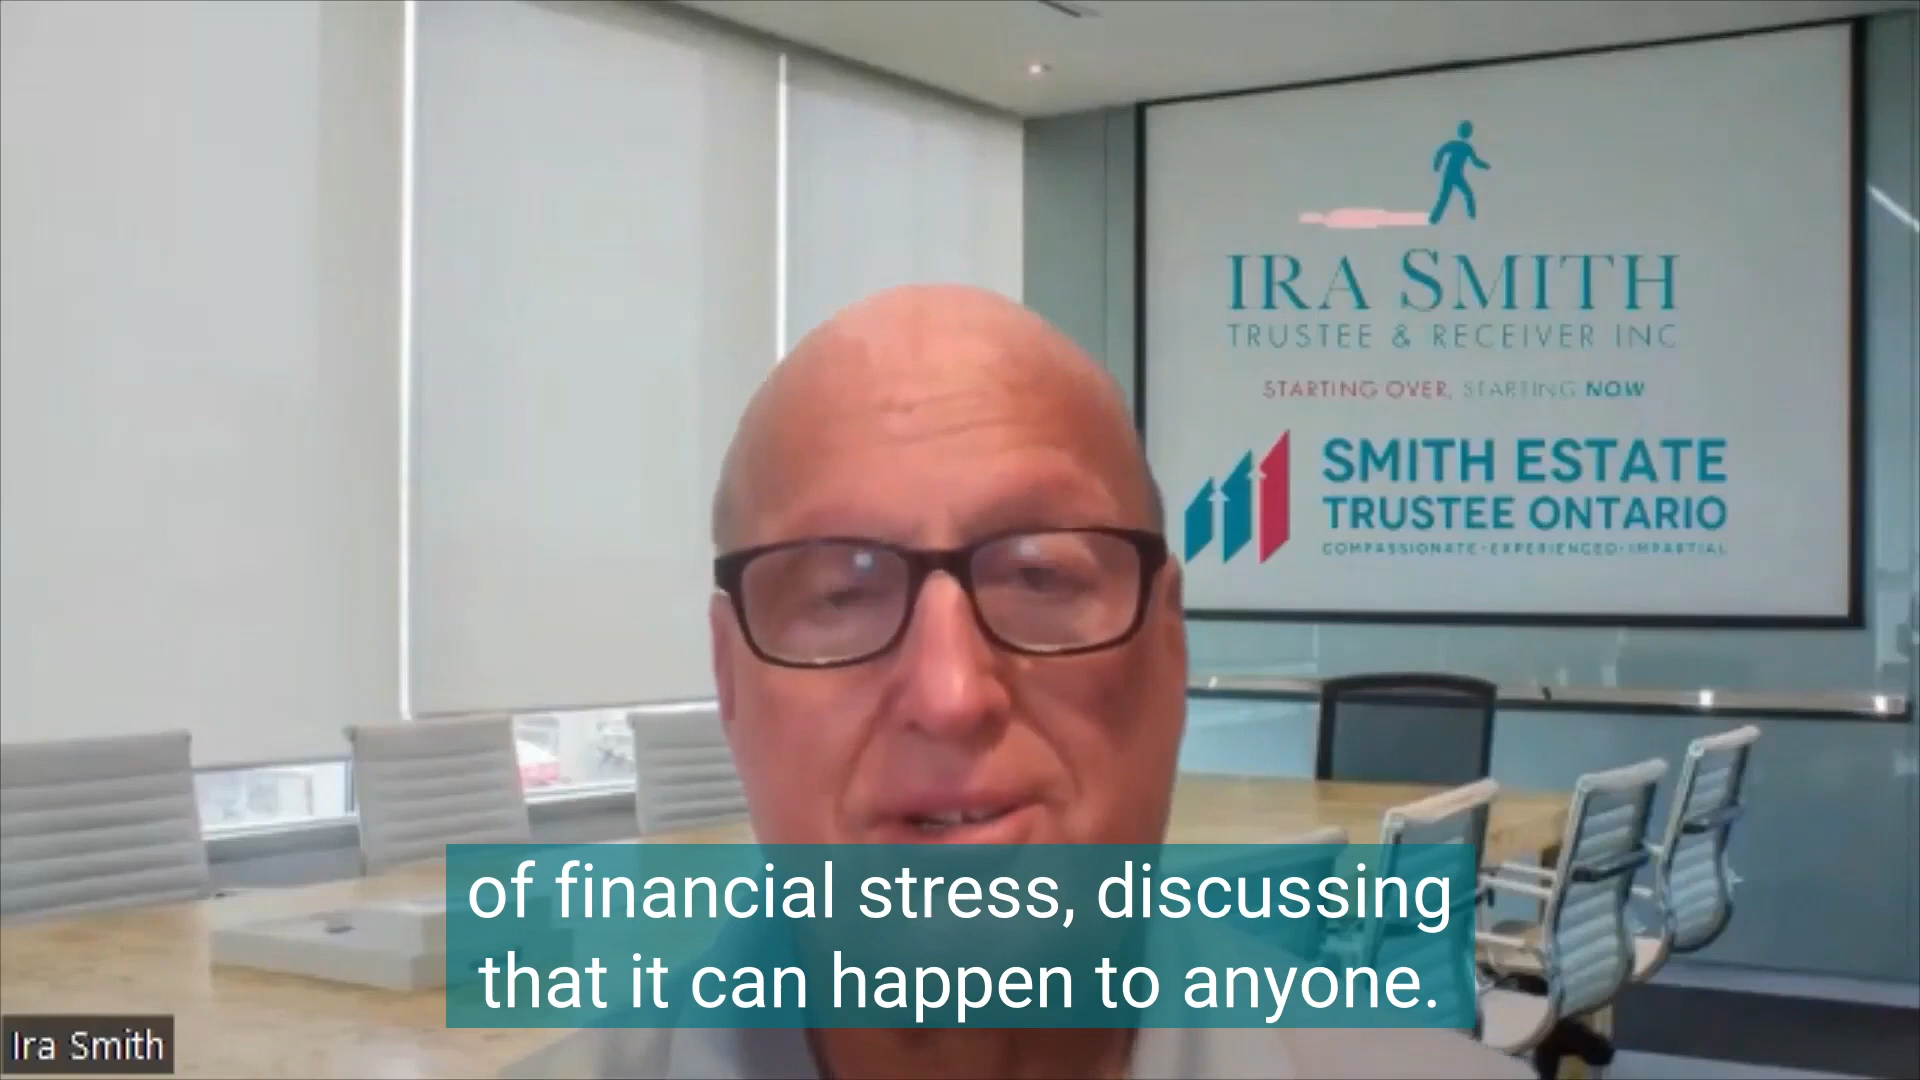 IRA SMITH
TRUSTEE & RECEIVER INC
STARTING OVER, STARTING NOW
SMITH ESTATE
TRUSTEE ONTARIO
COMPASSIONATE · EXPERIENCED · IMPARTIAL
of financial stress, discussing
that it can happen to anyone.
Ira Smith